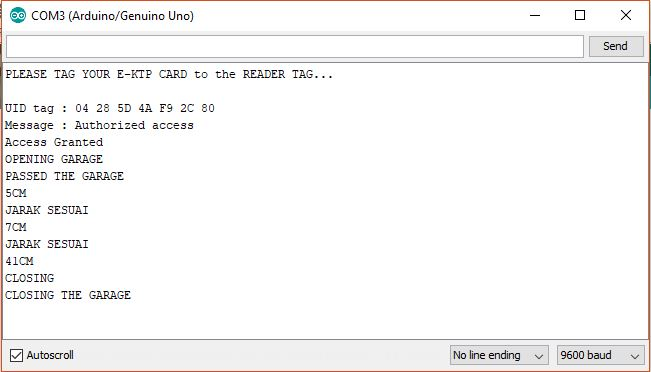 COM3 (Arduino/Genuino Uno)
Send
PLEASE TAG YOUR E-KTP CARD to the READER TAG...
UID tag : 04 28 5D 4A F9 2C 80
Message : Authorized access
Access Granted
OPENING GARAGE
PASSED THE GARAGE
5CM
JARAK SESUAI
7CM
JARAK SESUAI
41CM
CLOSING
CLOSING THE GARAGE
Autoscroll
No line ending
9600 baud